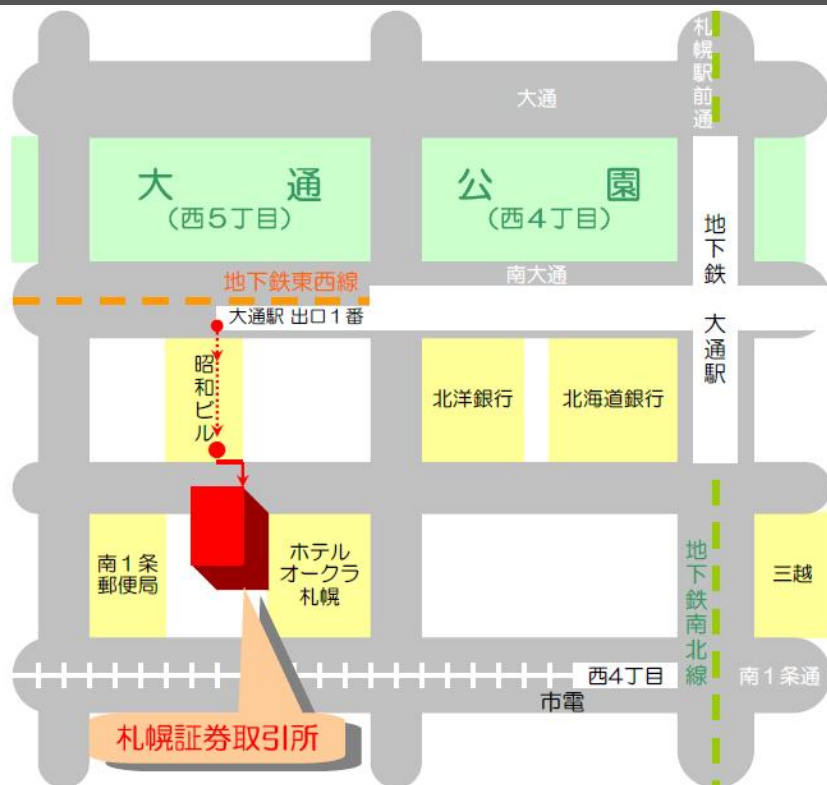 札幌駅前通
大通
大通公園
（西５丁目）
（西４丁目）
地下鉄 大通駅
地下鉄東西線
南大通
大通駅 出口１番
昭和ビル
北洋銀行
北海道銀行
南１条
郵便局
ホテル
オークラ
札幌
地下鉄南北線
三越
西4丁目
南１条通
市電
札幌証券取引所